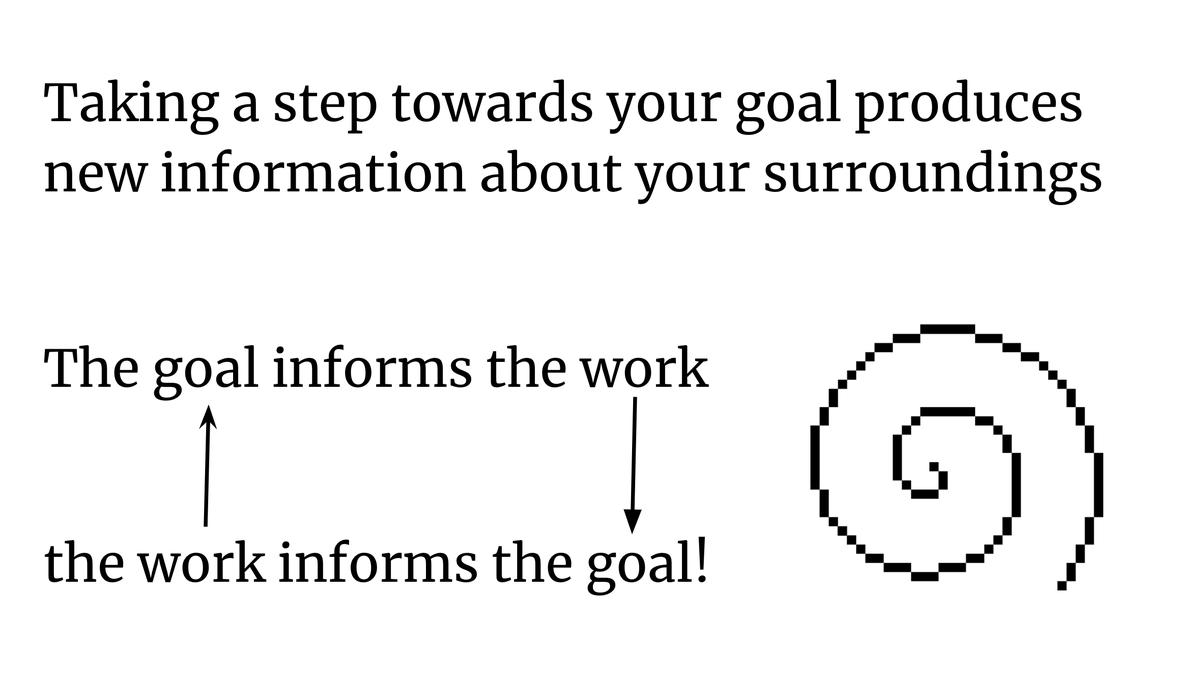 Taking a step towards your goal produces
new information about your surroundings
The goal informs the work
the work informs the goal!